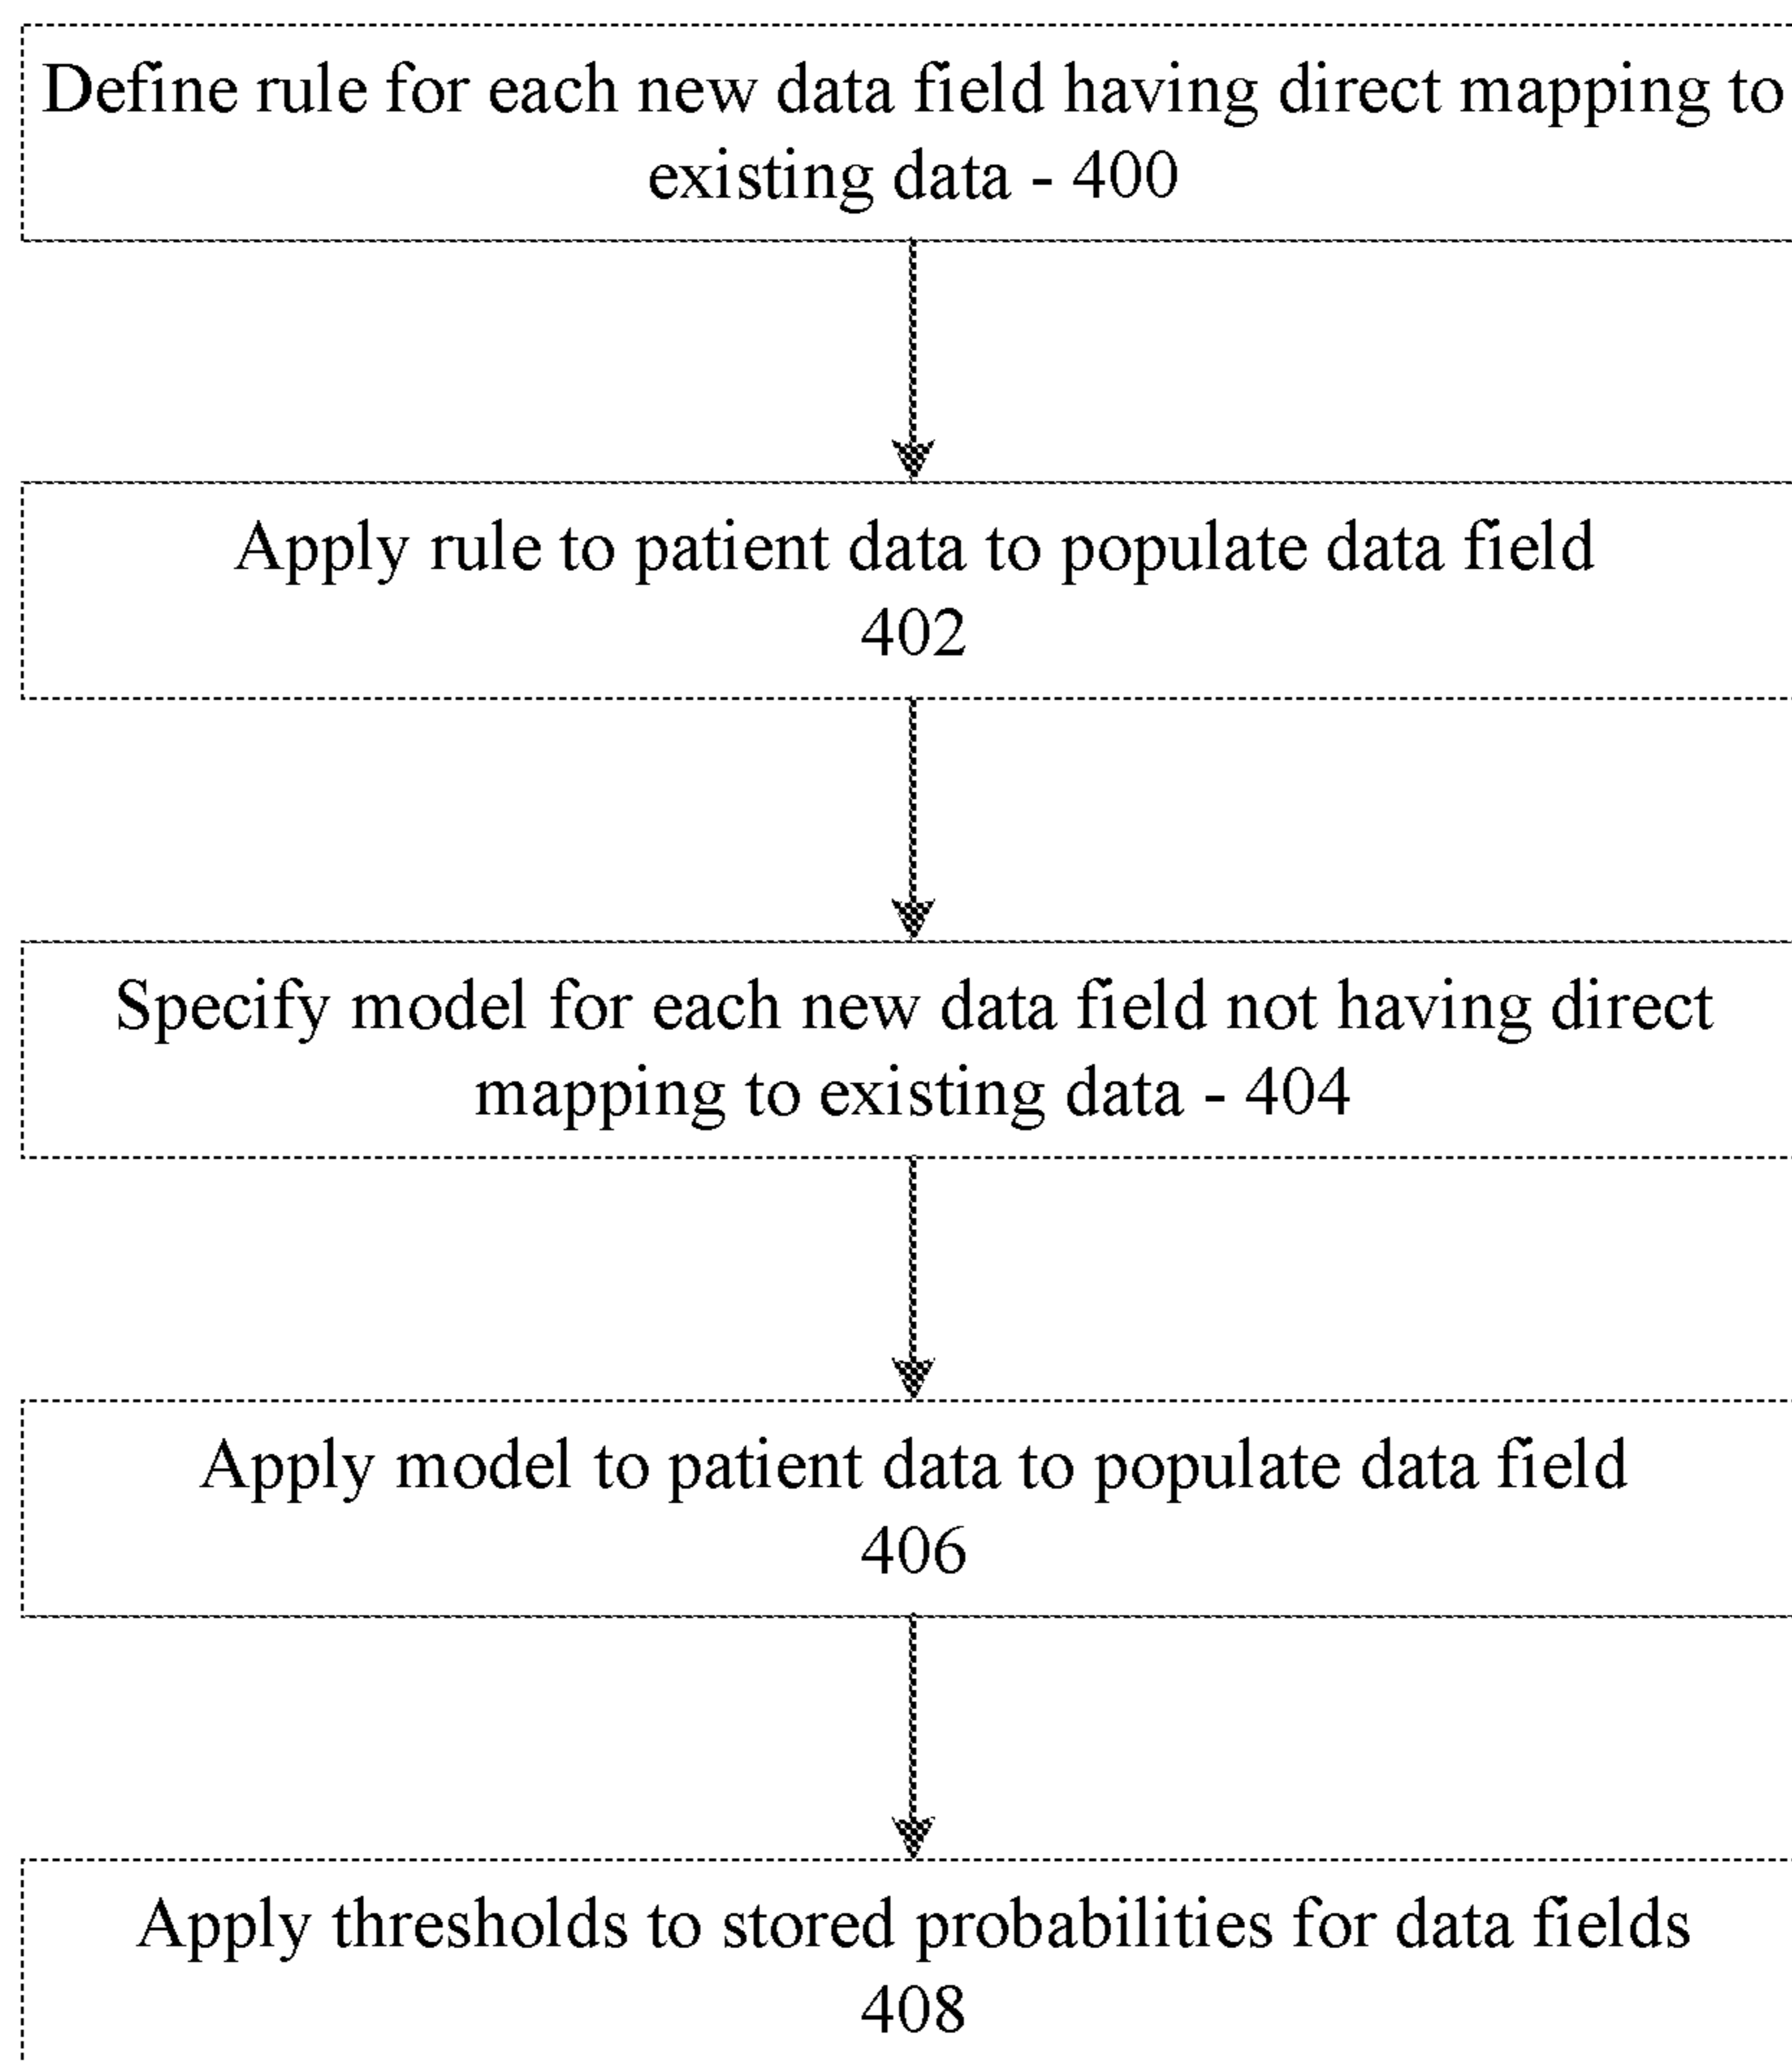 Define rule for each new data field having direct mapping to
existing data - 400
Apply rule to patient data to populate data field
402
Specify model for each new data field not having direct
mapping to existing data - 404
Apply model to patient data to populate data field
406
Apply thresholds to stored probabilities for data fields
408